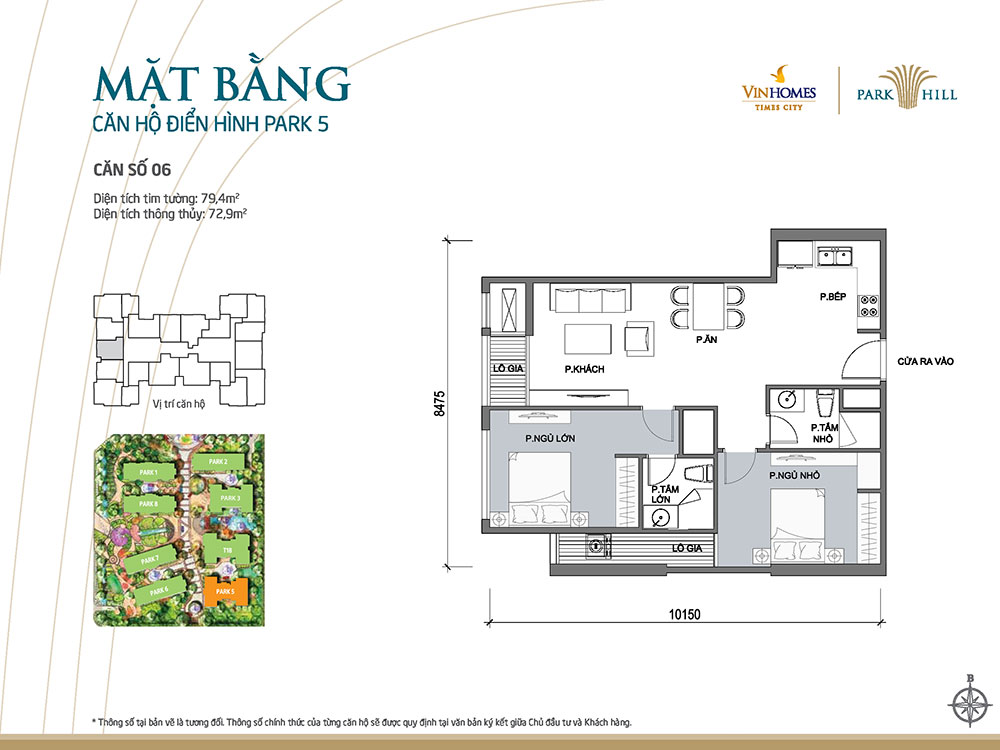 MẶT BẰNG
CĂN HỘ ĐIỂN HÌNH PARK 5
VINHOMES
TIMES CITY
PARK HILL
CĂN SỐ 06
Diện tích tim tường: 79,4m²
Diện tích thông thủy: 72,9m²
Vị trí căn hộ
PARK 1
PARK 2
PARK 8
PARK 3
PARK 7
T18
PARK 6
PARK 5
P.BẾP
P.ĂN
LÔ GIA
P.KHÁCH
CỬA RA VÀO
8475
P.NGỦ LỚN
P.TẮM
NHỎ
P.TẮM
LỚN
P.NGỦ NHỎ
LÔ GIA
10150
B
* Thông số tại bản vẽ là tương đối. Thông số chính thức của từng căn hộ sẽ được quy định tại văn bản ký kết giữa Chủ đầu tư và Khách hàng.